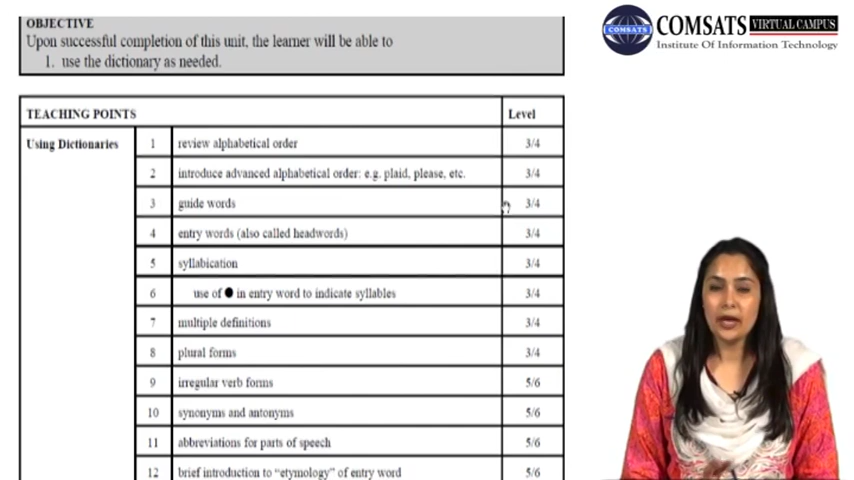 OBJECTIVE
Upon successful completion of this unit, the learner will be able to
1. use the dictionary as needed.
COMSATS
COMSATS VIRTUAL CAMPUS
Institute Of Information Technology
TEACHING POINTS Level
Using Dictionaries 1 review alphabetical order 3/4
2 introduce advanced alphabetical order: e.g. plaid, please, etc. 3/4
3 guide words 3/4
4 entry words (also called headwords) 3/4
5 syllabication 3/4
6 use of ● in entry word to indicate syllables 3/4
7 multiple definitions 3/4
8 plural forms 3/4
9 irregular verb forms 5/6
10 synonyms and antonyms 5/6
11 abbreviations for parts of speech 5/6
12 brief introduction to "etymology" of entry word 5/6